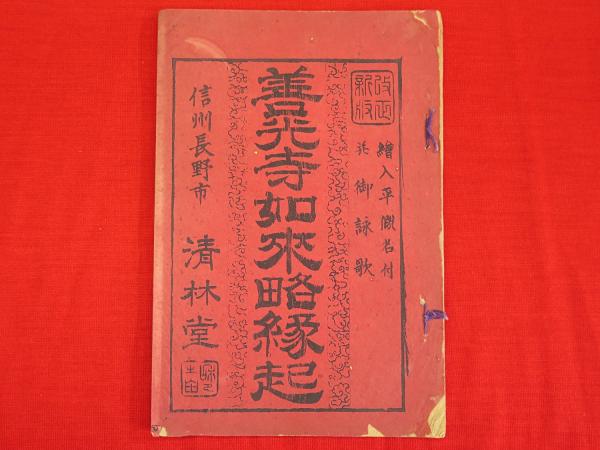 改正
新版
繪入平假名付
并御詠歌
善光寺如來略緣起
信州長野市
清林堂